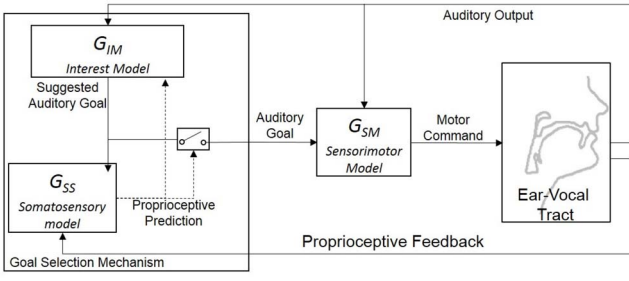 Auditory Output
G_IM
Interest Model
Suggested
Auditory Goal
Auditory
Goal
G_SM
Sensorimotor
Model
Motor
Command
G_SS
Somatosensory
model
Proprioceptive
Prediction
Ear-Vocal
Tract
Proprioceptive Feedback
Goal Selection Mechanism